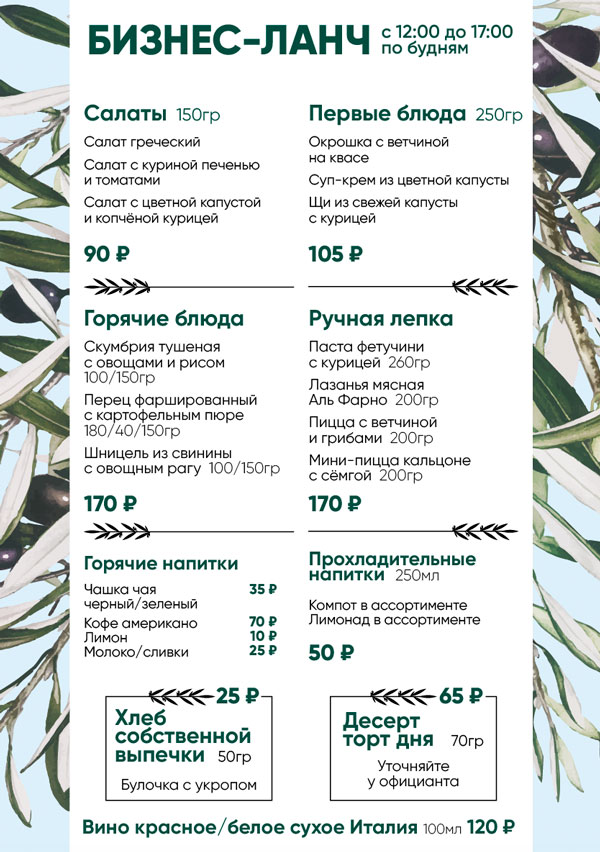 БИЗНЕС-ЛАНЧ
с 12:00 до 17:00
по будням
Салаты 150гр
Салат греческий
Салат с куриной печенью
и томатами
Салат с цветной капустой
и копчёной курицей
90 ₽
Первые блюда 250гр
Окрошка с ветчиной
на квасе
Суп-крем из цветной капусты
Щи из свежей капусты
с курицей
105 ₽
Горячие блюда
Скумбрия тушеная
с овощами и рисом
100/150гр
Перец фаршированный
с картофельным пюре
180/40/150гр
Шницель из свинины
с овощным рагу 100/150гр
170 ₽
Ручная лепка
Паста фетучини
с курицей 260гр
Лазанья мясная
Аль Фарно 200гр
Пицца с ветчиной
и грибами 200гр
Мини-пицца кальцоне
с сёмгой 200гр
170 ₽
Горячие напитки
Чашка чая 35 ₽
черный/зеленый
Кофе американо 70 ₽
Лимон 10 ₽
Молоко/сливки 25 ₽
Прохладительные
напитки 250мл
Компот в ассортименте
Лимонад в ассортименте
50 ₽
25 ₽
Хлеб
собственной
выпечки 50гр
Булочка с укропом
65 ₽
Десерт
торт дня 70гр
Уточняйте
у официанта
Вино красное/белое сухое Италия 100мл 120 ₽